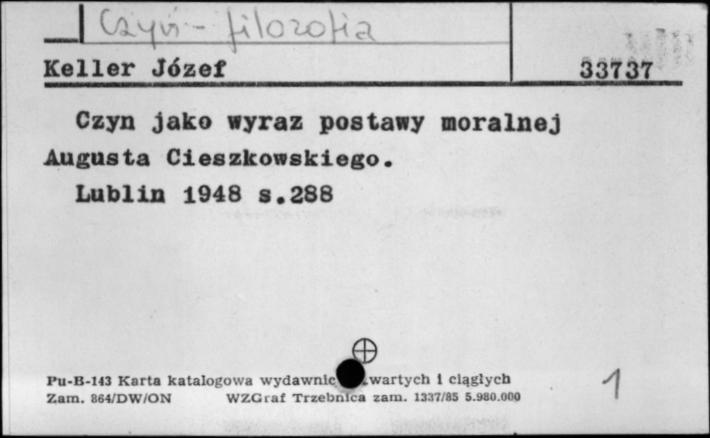 Czyn - filozofia
Keller Józef 33737
Czyn jako wyraz postawy moralnej
Augusta Cieszkowskiego.
Lublin 1948 s.288
Pu-B-143 Karta katalogowa wydawnic wartych i ciągłych
Zam. 864/DW/ON WZGraf Trzebnica zam. 1337/85 5.980.000
1